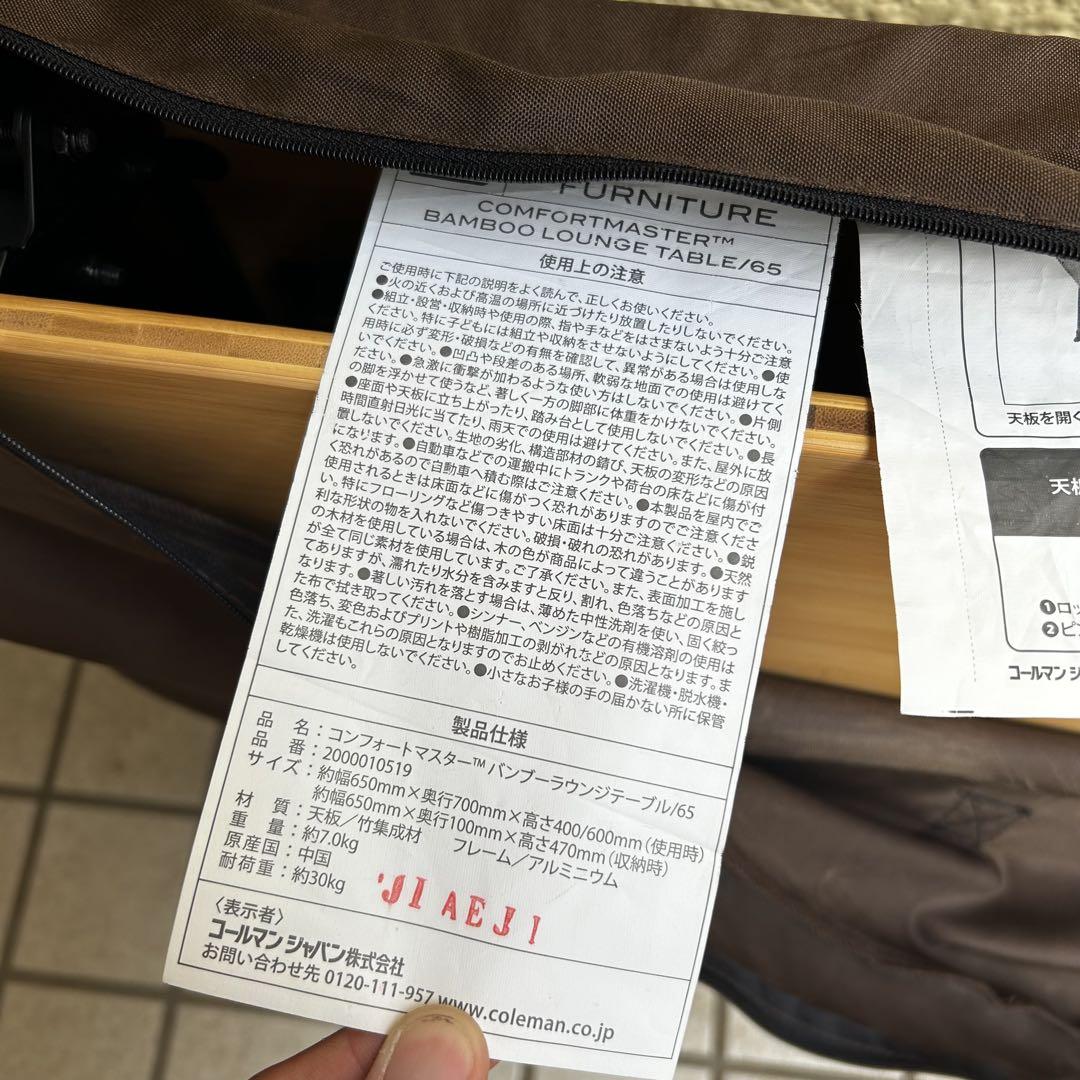 FURNITURE
COMFORTMASTER™
BAMBOO LOUNGE TABLE/65
使用上の注意
ご使用時に下記の説明をよく読んで、正しくお使いください。
●火の近くおよび高温の場所に近づけたり放置したりしないでください。
●組立・設営・収納時や使用の際、指や手などをはさまないよう十分ご注意
ください。特に子どもには組立や収納をさせないようにしてください。●使
用時に必ず変形・破損などの有無を確認して、異常がある場合は使用しな
いでください。●凹凸や段差のある場所、軟弱な地面での使用は避けてく
ださい。●急激に衝撃が加わるような使い方はしないでください。●片側
の脚を浮かせて使うなど、著しく一方の脚部に体重をかけないでください。
●座面や天板に立ち上がったり、踏み台として使用しないでください。●長
時間直射日光に当てたり、雨天での使用は避けてください。また、屋外に放
置しないでください。生地の劣化、構造部材の錆び、天板の変形などの原因
になります。●自動車などでの運搬中にトランクや荷台の床などに傷が付
く恐れがあるので自動車へ積む際はご注意ください。●本製品を屋内でご
使用されるときは床面などに傷がつく恐れがありますのでご注意くださ
い。特にフローリングなど傷つきやすい床面は十分ご注意ください。●鋭
利な形状の物を入れないでください。破損・破れの恐れがあります。●天然
の木材を使用している場合は、木の色が商品によって違うことがあります
が全て同じ素材を使用しています。ご了承ください。また、表面加工を施し
てありますが、濡れたり水分を含みますと反り、割れ、色落ちなどの原因と
なります。●著しい汚れを落とす場合は、薄めた中性洗剤を使い、固く絞っ
た布で拭き取ってください。●シンナー、ベンジンなどの有機溶剤の使用は
色落ち、変色およびプリントや樹脂加工の剥がれなどの原因となります。ま
た、洗濯もこれらの原因となりますのでお止めください。●洗濯機・脱水機・
乾燥機は使用しないでください。●小さなお子様の手の届かない所に保管
してください。
製品仕様
品名：コンフォートマスター™ バンブーラウンジテーブル/65
品番：2000010519
サイズ：約幅650mm×奥行700mm×高さ400/600mm（使用時）
約幅650mm×奥行100mm×高さ470mm（収納時）
材質：天板／竹集成材 フレーム／アルミニウム
重量：約7.0kg
原産国：中国
耐荷重：約30kg
〈表示者〉
コールマン ジャパン株式会社
お問い合わせ先 0120-111-957 www.coleman.co.jp
天板を開く
天板
❶ロッ
❷ピ
コールマン ジャ